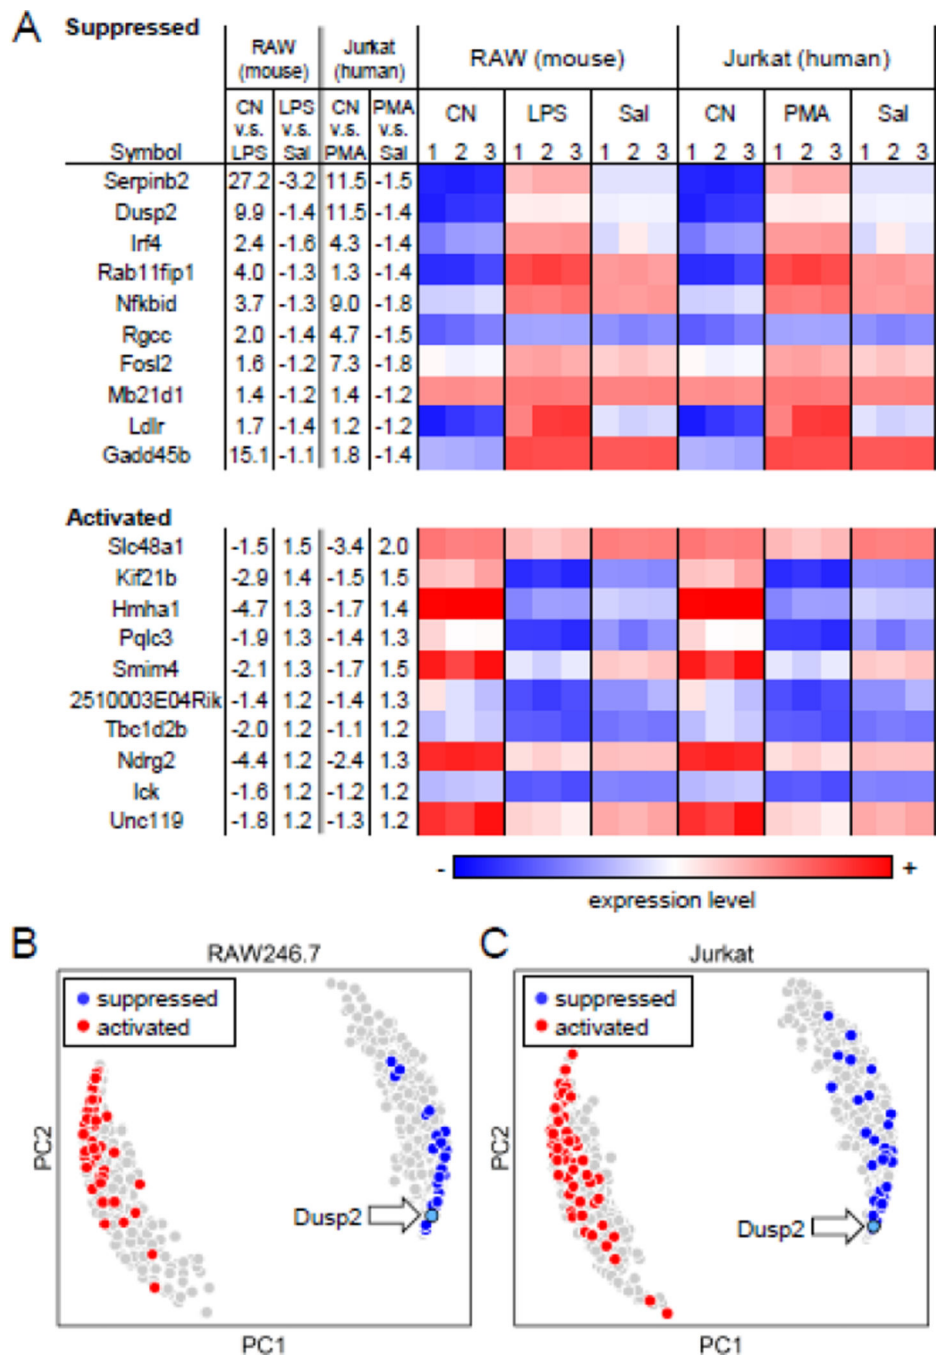 A Suppressed
RAW (mouse) Jurkat (human) RAW (mouse) Jurkat (human)
Symbol CN v.s. LPS LPS v.s. Sal CN v.s. PMA PMA v.s. Sal CN LPS Sal CN PMA Sal
1 2 3 1 2 3 1 2 3 1 2 3 1 2 3 1 2 3
Serpinb2 27.2 -3.2 11.5 -1.5
Dusp2 9.9 -1.4 11.5 -1.4
Irf4 2.4 -1.6 4.3 -1.4
Rab11fip1 4.0 -1.3 1.3 -1.4
Nfkbid 3.7 -1.3 9.0 -1.8
Rgcc 2.0 -1.4 4.7 -1.5
Fosl2 1.6 -1.2 7.3 -1.8
Mb21d1 1.4 -1.2 1.4 -1.2
Ldlr 1.7 -1.4 1.2 -1.2
Gadd45b 15.1 -1.1 1.8 -1.4
Activated
Slc48a1 -1.5 1.5 -3.4 2.0
Kif21b -2.9 1.4 -1.5 1.5
Hmha1 -4.7 1.3 -1.7 1.4
Pqlc3 -1.9 1.3 -1.4 1.3
Smim4 -2.1 1.3 -1.7 1.5
2510003E04Rik -1.4 1.2 -1.4 1.3
Tbc1d2b -2.0 1.2 -1.1 1.2
Ndrg2 -4.4 1.2 -2.4 1.3
Ick -1.6 1.2 -1.2 1.2
Unc119 -1.8 1.2 -1.3 1.2
- +
expression level
B RAW246.7
suppressed
activated
PC2
Dusp2
PC1
C Jurkat
suppressed
activated
PC2
Dusp2
PC1